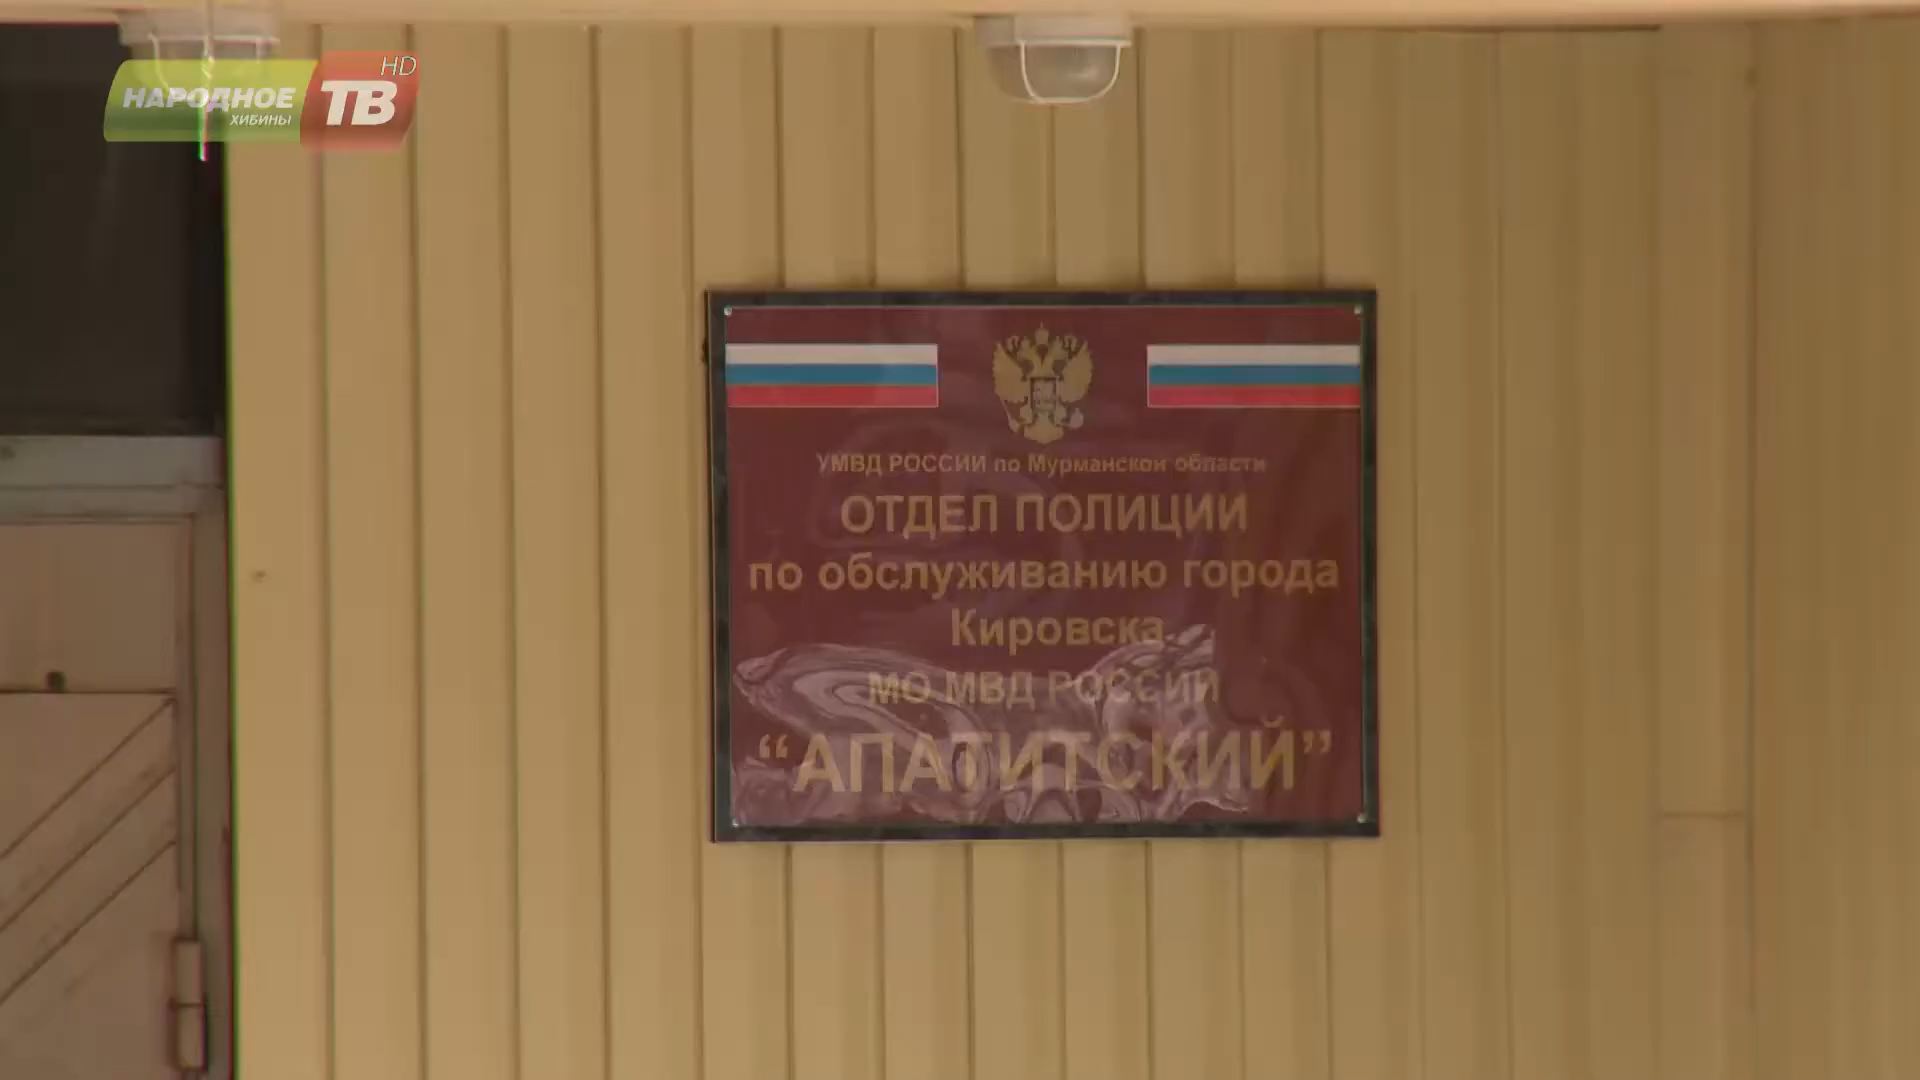 НАРОДНОЕ ТВ HD
ХИБИНЫ
УМВД РОССИИ по Мурманской области
ОТДЕЛ ПОЛИЦИИ
по обслуживанию города
Кировска
МО МВД РОССИИ
“АПАТИТСКИЙ”